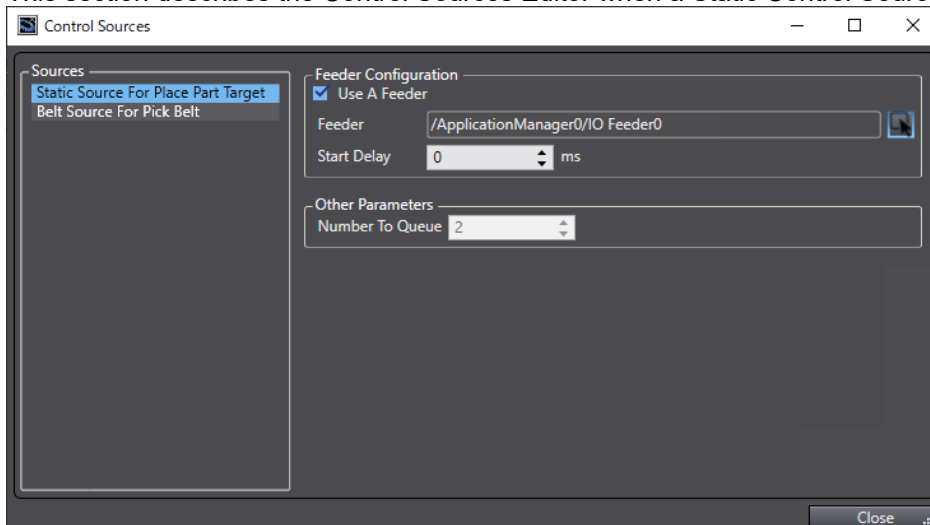 This section describes the Control Sources Editor when a Static Control Sour
Control Sources
Sources
Static Source For Place Part Target
Belt Source For Pick Belt
Feeder Configuration
Use A Feeder
Feeder /ApplicationManager0/IO Feeder0
Start Delay 0 ms
Other Parameters
Number To Queue 2
Close